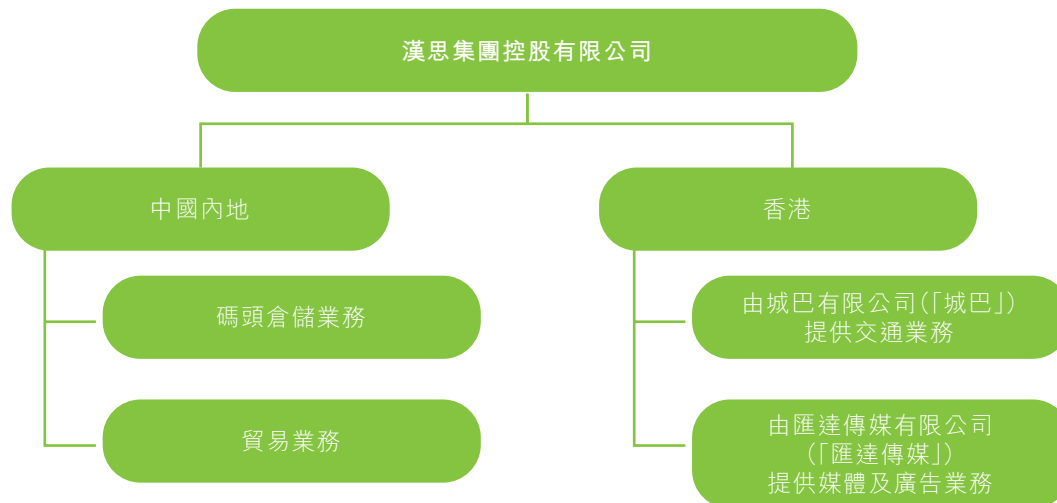 漢思集團控股有限公司
中國內地
香港
碼頭倉儲業務
由城巴有限公司(「城巴」)
提供交通業務
貿易業務
由匯達傳媒有限公司
(「匯達傳媒」)
提供媒體及廣告業務